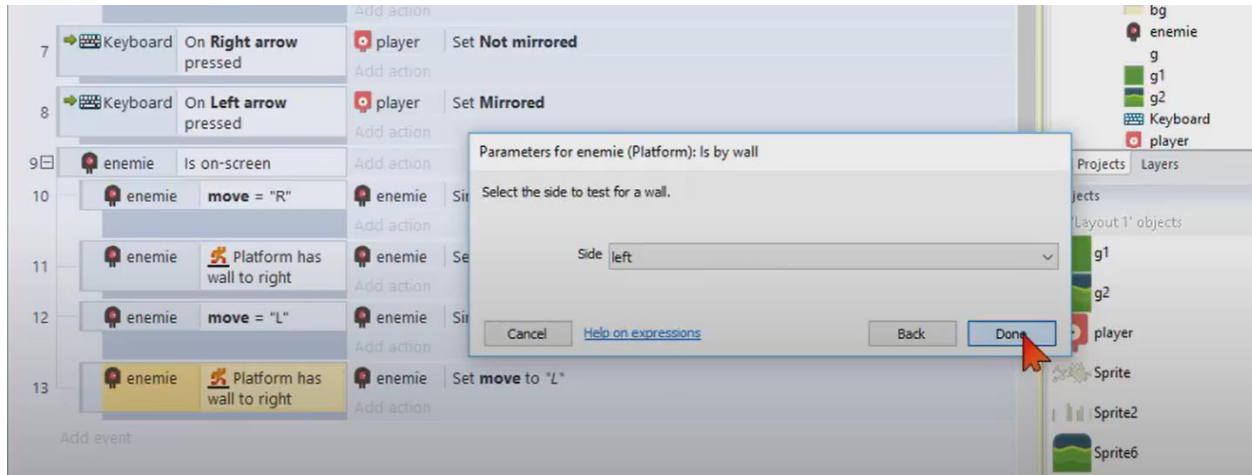 Add action
7 Keyboard On Right arrow pressed player Set Not mirrored
Add action
8 Keyboard On Left arrow pressed player Set Mirrored
Add action
9 enemie Is on-screen Add action
10 enemie move = "R" enemie Si
Add action
11 enemie Platform has wall to right enemie Se
Add action
12 enemie move = "L" enemie Si
Add action
13 enemie Platform has wall to right enemie Set move to "L"
Add action
Add event
Parameters for enemie (Platform): Is by wall
Select the side to test for a wall.
Side left
Cancel Help on expressions Back Done
bg
enemie
g
g1
g2
Keyboard
player
Projects Layers
jects
'Layout 1' objects
g1
g2
player
Sprite
Sprite2
Sprite6